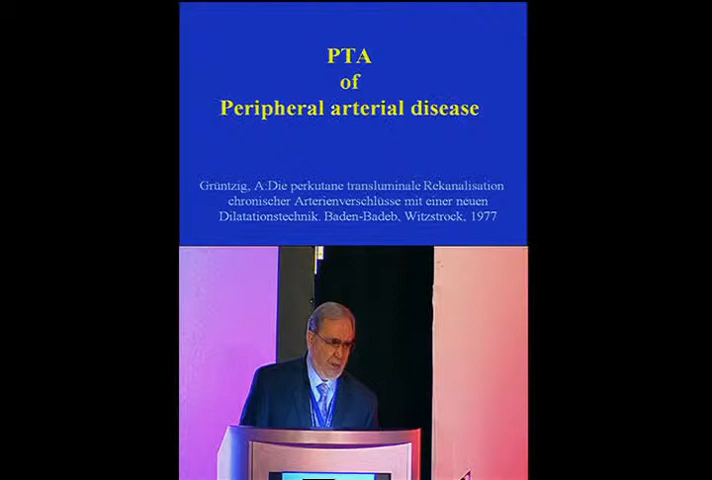 PTA
of
Peripheral arterial disease
Grüntzig, A:Die perkutane transluminale Rekanalisation
chronischer Arterienverschlüsse mit einer neuen
Dilatationstechnik. Baden-Badeb, Witzstrock, 1977